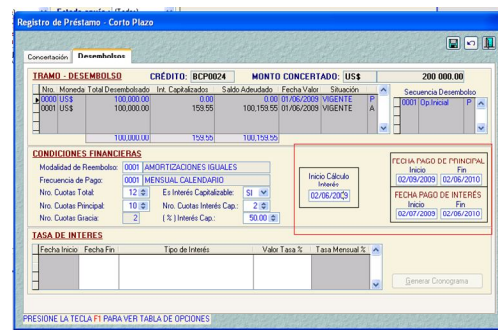 Registro de Préstamo - Corto Plazo
Concertación Desembolsos
TRAMO - DESEMBOLSO CRÉDITO: BCP0024 MONTO CONCERTADO: US$ 200 000.00
Nro. Moneda Total Desembolsado Int. Capitalizados Saldo Adeudado Fecha Valor Situación
0000 US$ 100,000.00 0.00 0.00 01/06/2009 VIGENTE P
0001 US$ 100,000.00 159.55 100,159.55 01/06/2009 VIGENTE A
100,000.00 159.55 100,159.55
Secuencia Desembolso
0001 Op.Inicial P
CONDICIONES FINANCIERAS
Modalidad de Reembolso: 0001 AMORTIZACIONES IGUALES
Frecuencia de Pago: 0001 MENSUAL CALENDARIO
Nro. Cuotas Total: 12 Es Interés Capitalizable: SI
Nro. Cuotas Principal: 10 Nro. Cuotas Interés Cap.: 2
Nro. Cuotas Gracia: 2 ( % ) Interés Cap.: 50.00
Inicio Cálculo
Interés
02/06/2009
FECHA PAGO DE PRINCIPAL
Inicio Fin
02/09/2009 02/06/2010
FECHA PAGO DE INTERÉS
Inicio Fin
02/07/2009 02/06/2010
TASA DE INTERES
Fecha Inicio Fecha Fin Tipo de Interés Valor Tasa % Tasa Mensual %
Generar Cronograma
PRESIONE LA TECLA F1 PARA VER TABLA DE OPCIONES